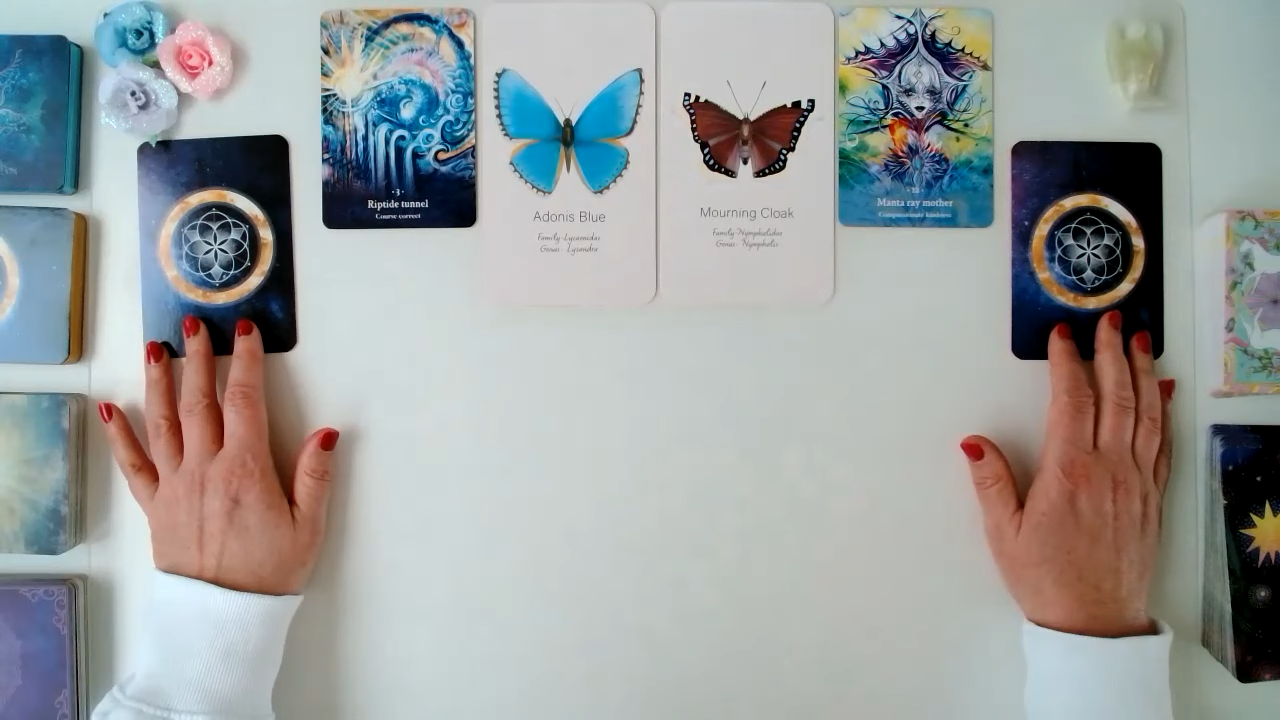 · 3 ·
Riptide tunnel
Course correct
Adonis Blue
Family: Lycaenidae
Genus: Lysandra
Mourning Cloak
Family: Nymphalidae
Genus: Nymphalis
Manta ray mother
Compassionate kindness